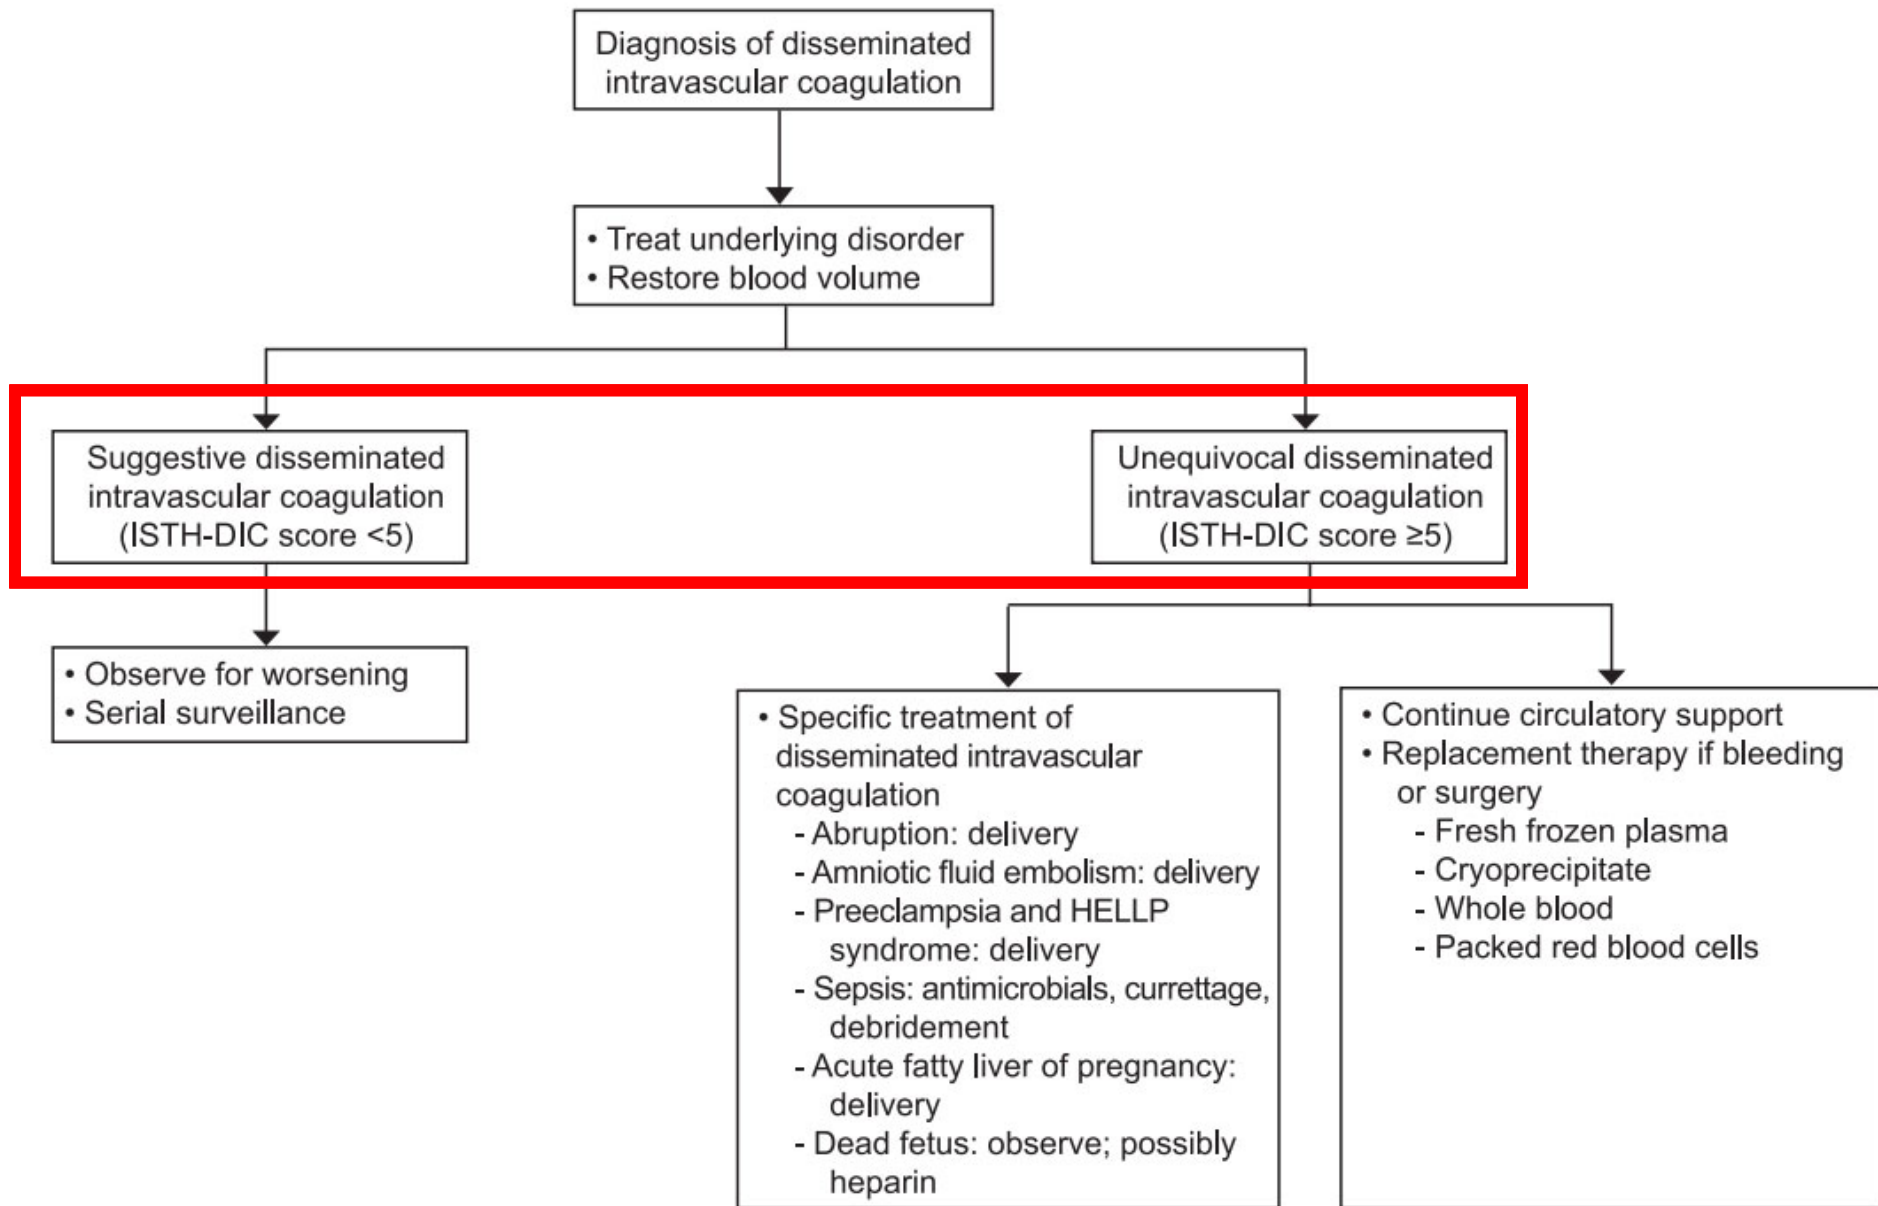 Diagnosis of disseminated
intravascular coagulation
• Treat underlying disorder
• Restore blood volume
Suggestive disseminated
intravascular coagulation
(ISTH-DIC score <5)
Unequivocal disseminated
intravascular coagulation
(ISTH-DIC score ≥5)
• Observe for worsening
• Serial surveillance
• Specific treatment of
disseminated intravascular
coagulation
- Abruption: delivery
- Amniotic fluid embolism: delivery
- Preeclampsia and HELLP
syndrome: delivery
- Sepsis: antimicrobials, currettage,
debridement
- Acute fatty liver of pregnancy:
delivery
- Dead fetus: observe; possibly
heparin
• Continue circulatory support
• Replacement therapy if bleeding
or surgery
- Fresh frozen plasma
- Cryoprecipitate
- Whole blood
- Packed red blood cells